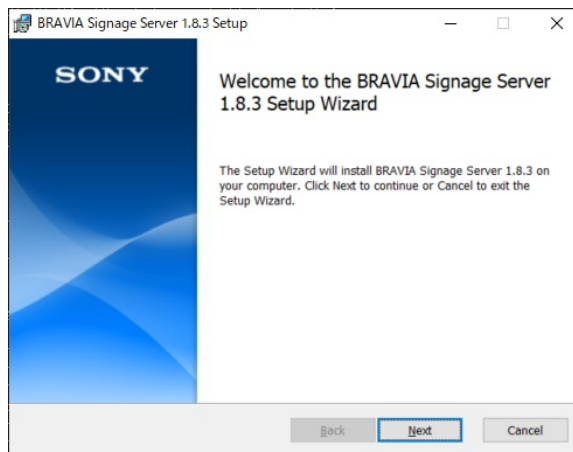 BRAVIA Signage Server 1.8.3 Setup
SONY
Welcome to the BRAVIA Signage Server
1.8.3 Setup Wizard
The Setup Wizard will install BRAVIA Signage Server 1.8.3 on
your computer. Click Next to continue or Cancel to exit the
Setup Wizard.
Back
Next
Cancel